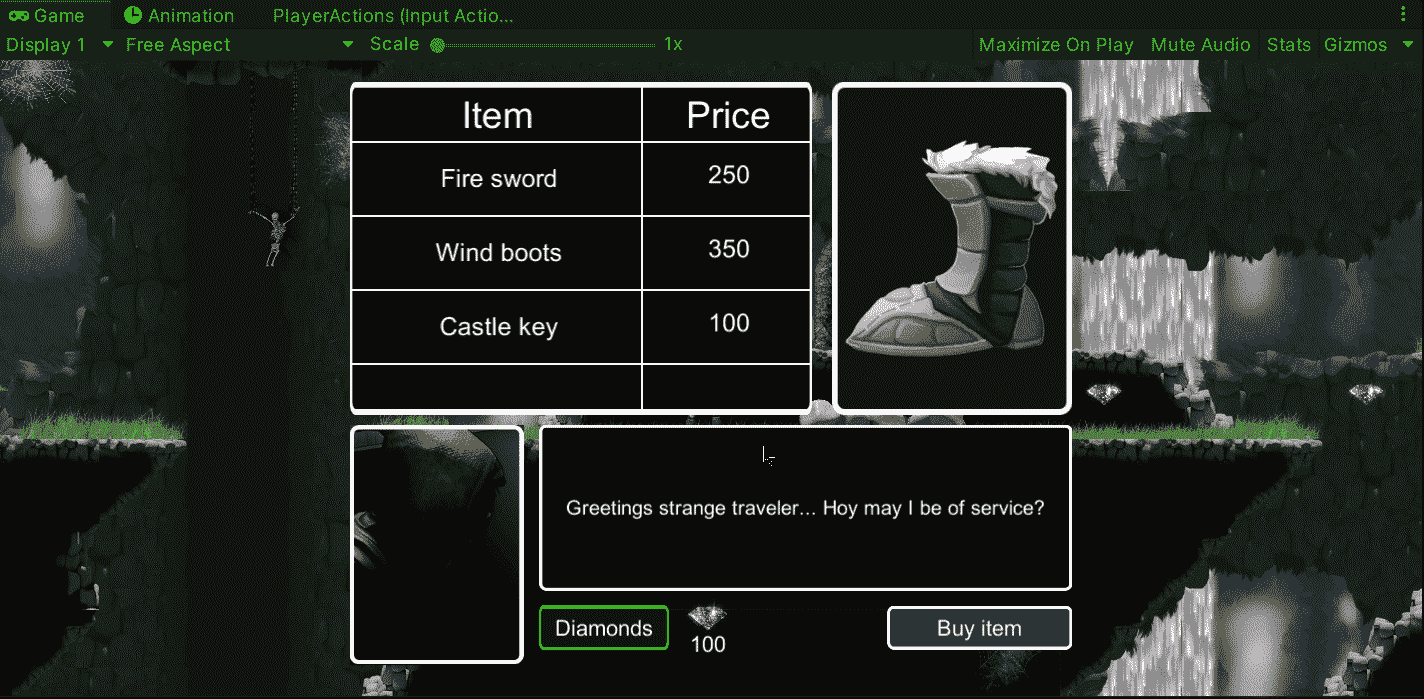 Game Animation PlayerActions (Input Actio...
Display 1 Free Aspect Scale 1x Maximize On Play Mute Audio Stats Gizmos
Item Price
Fire sword 250
Wind boots 350
Castle key 100
Greetings strange traveler... Hoy may I be of service?
Diamonds 100 Buy item